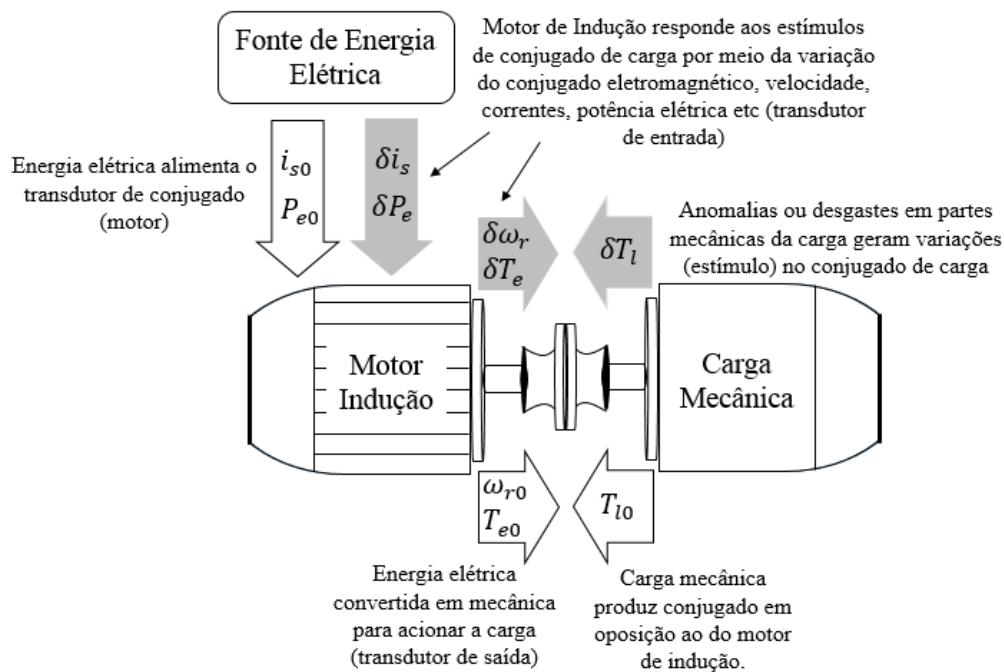 Fonte de Energia
Elétrica
Motor de Indução responde aos estímulos
de conjugado de carga por meio da variação
do conjugado eletromagnético, velocidade,
correntes, potência elétrica etc (transdutor
de entrada)
Energia elétrica alimenta o
transdutor de conjugado
(motor)
i_{s0}
P_{e0}
δi_s
δP_e
δω_r
δT_e
δT_l
Anomalias ou desgastes em partes
mecânicas da carga geram variações
(estímulo) no conjugado de carga
Motor
Indução
Carga
Mecânica
ω_{r0}
T_{e0}
T_{l0}
Energia elétrica
convertida em mecânica
para acionar a carga
(transdutor de saída)
Carga mecânica
produz conjugado em
oposição ao do motor
de indução.